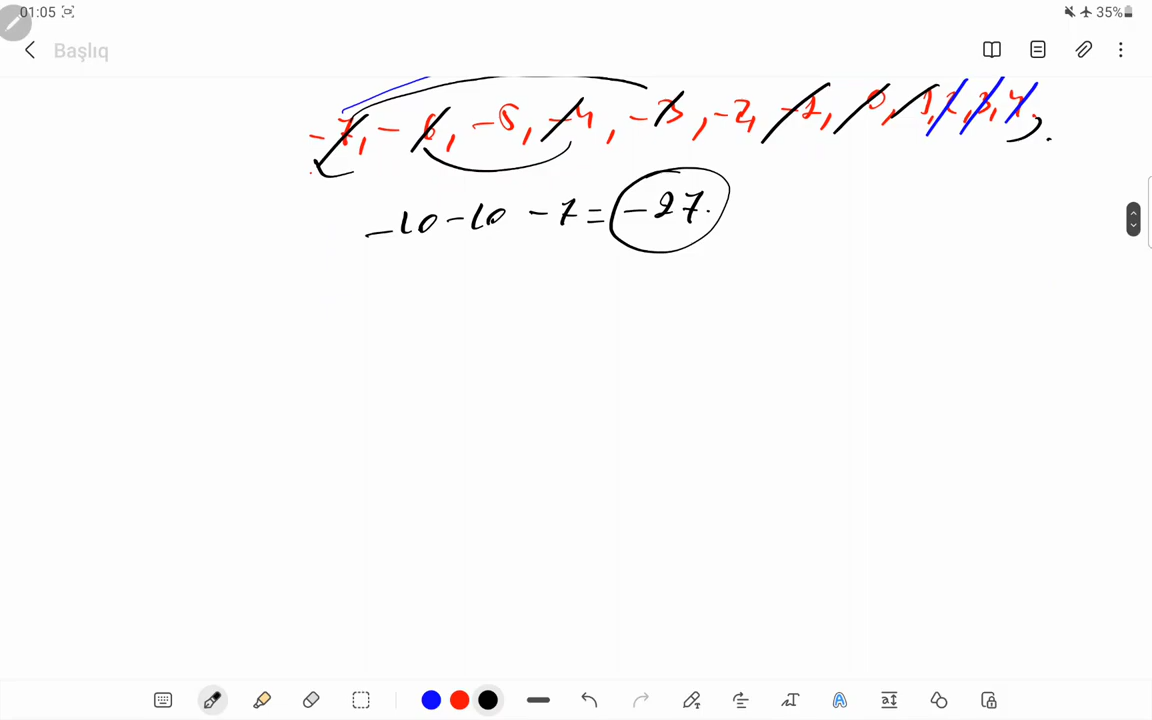 01:05 35%
Başlıq
-7, -6, -5, -4, -3, -2, -1, 0, 1, 2, 3, 4, .
-10 -10 -7 = -27.